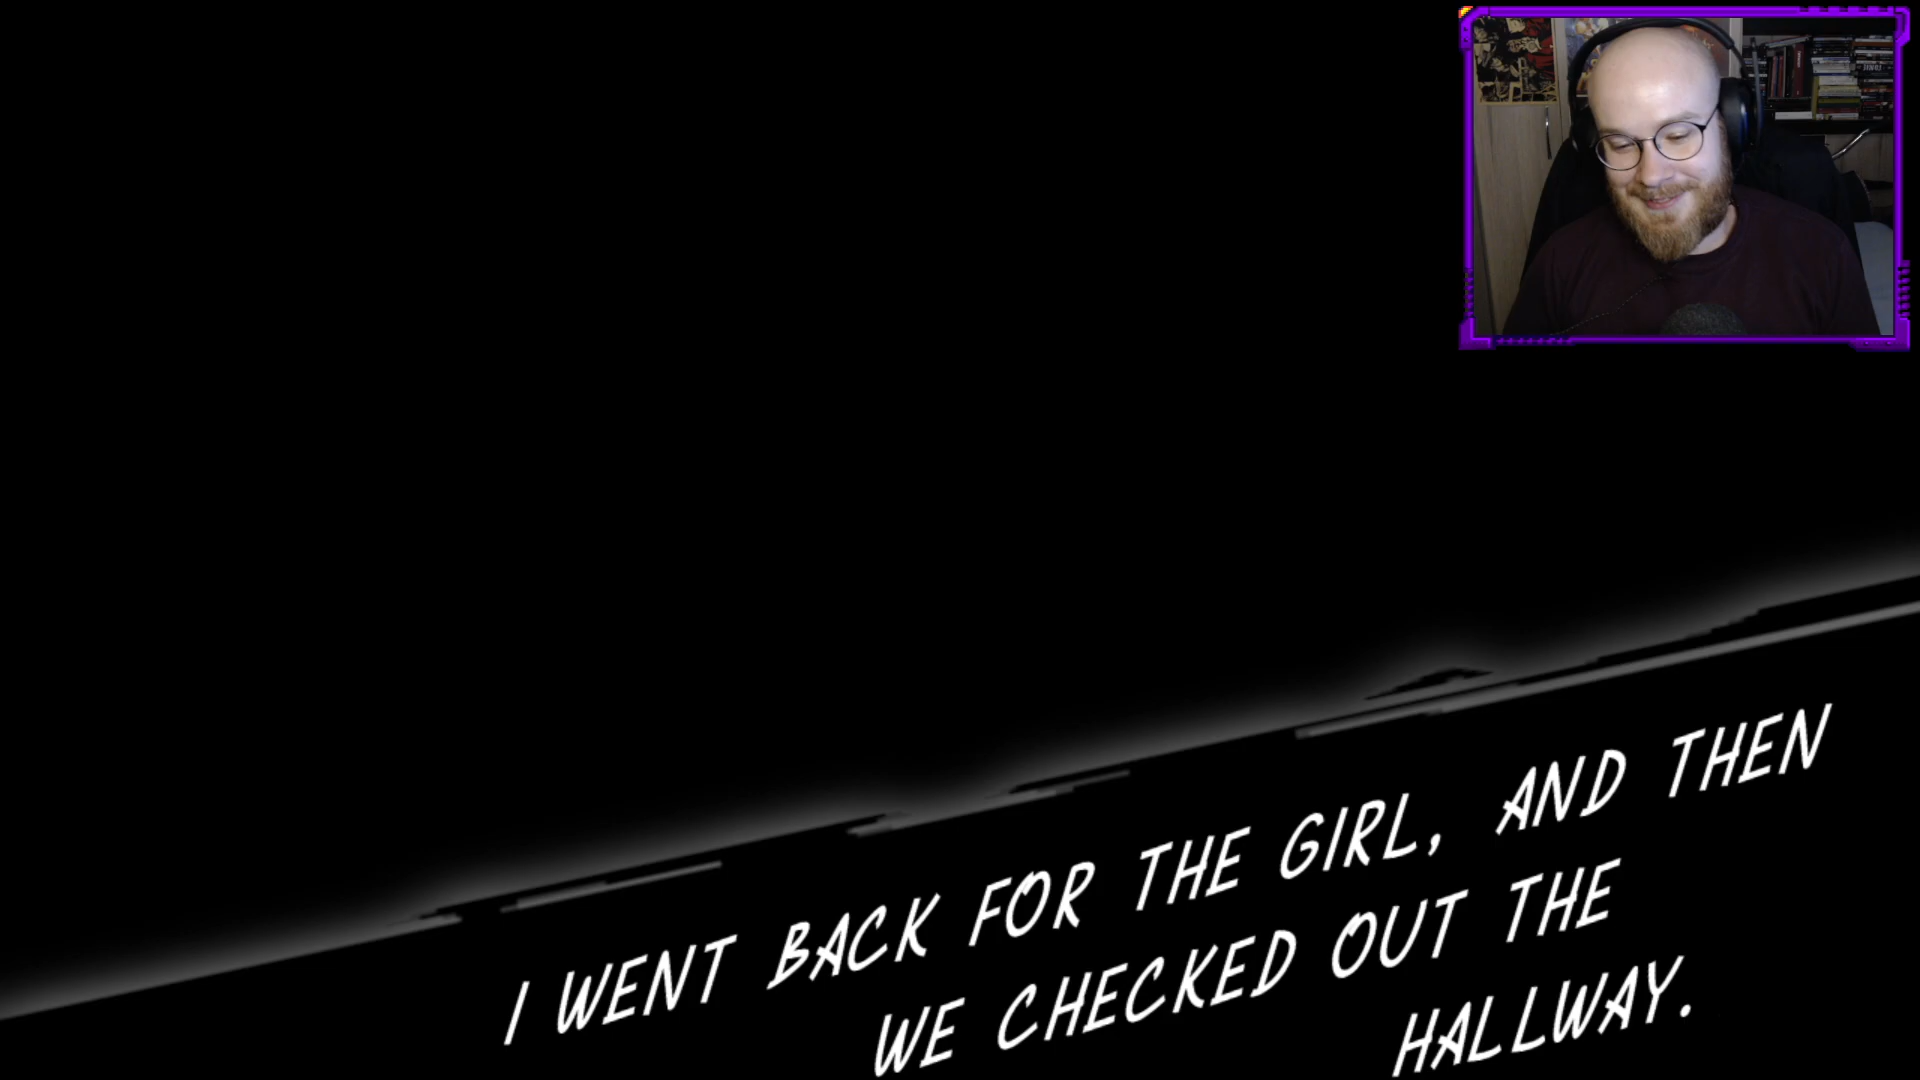 I WENT BACK FOR THE GIRL, AND THEN
WE CHECKED OUT THE
HALLWAY.